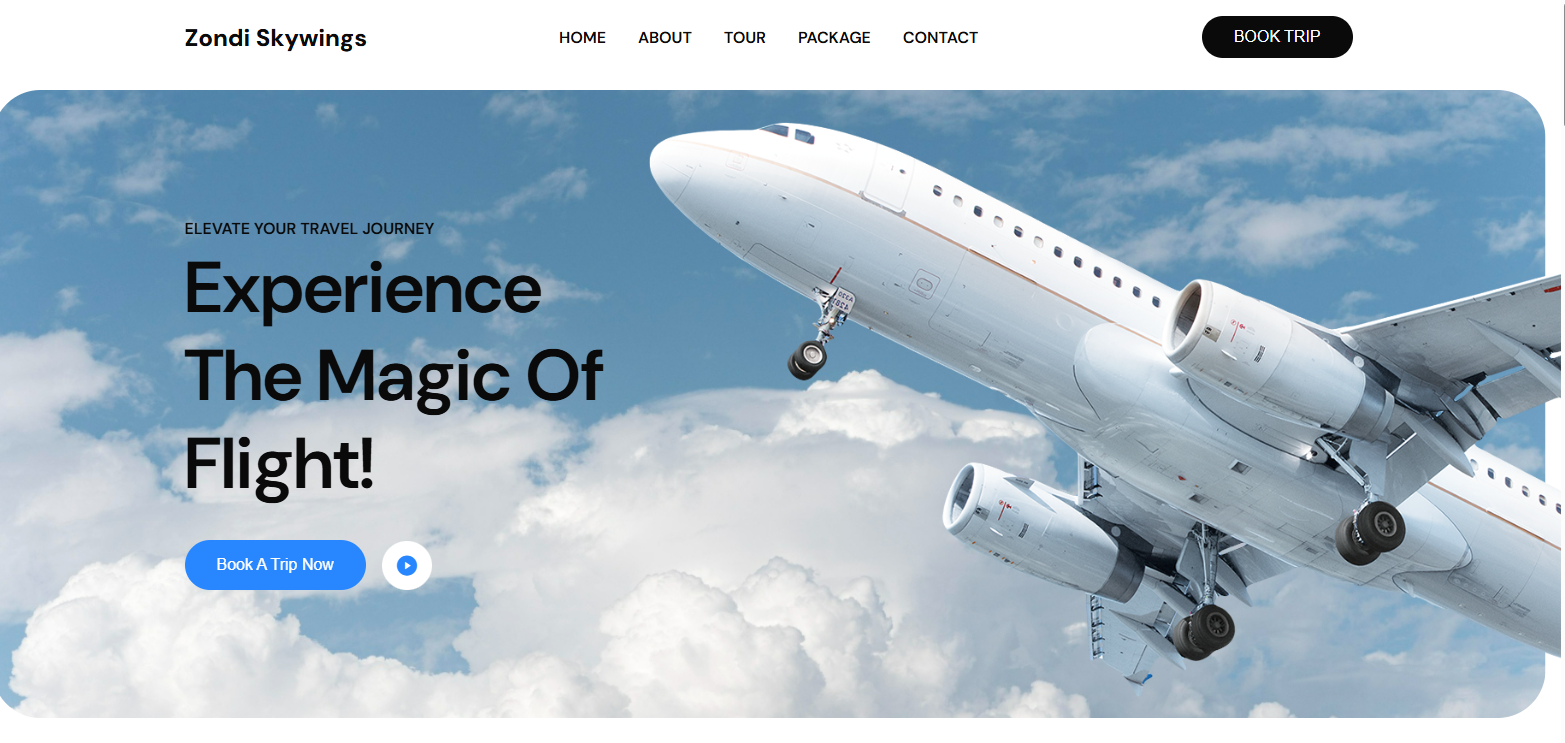 Zondi Skywings
HOME ABOUT TOUR PACKAGE CONTACT
BOOK TRIP
ELEVATE YOUR TRAVEL JOURNEY
Experience
The Magic Of
Flight!
Book A Trip Now